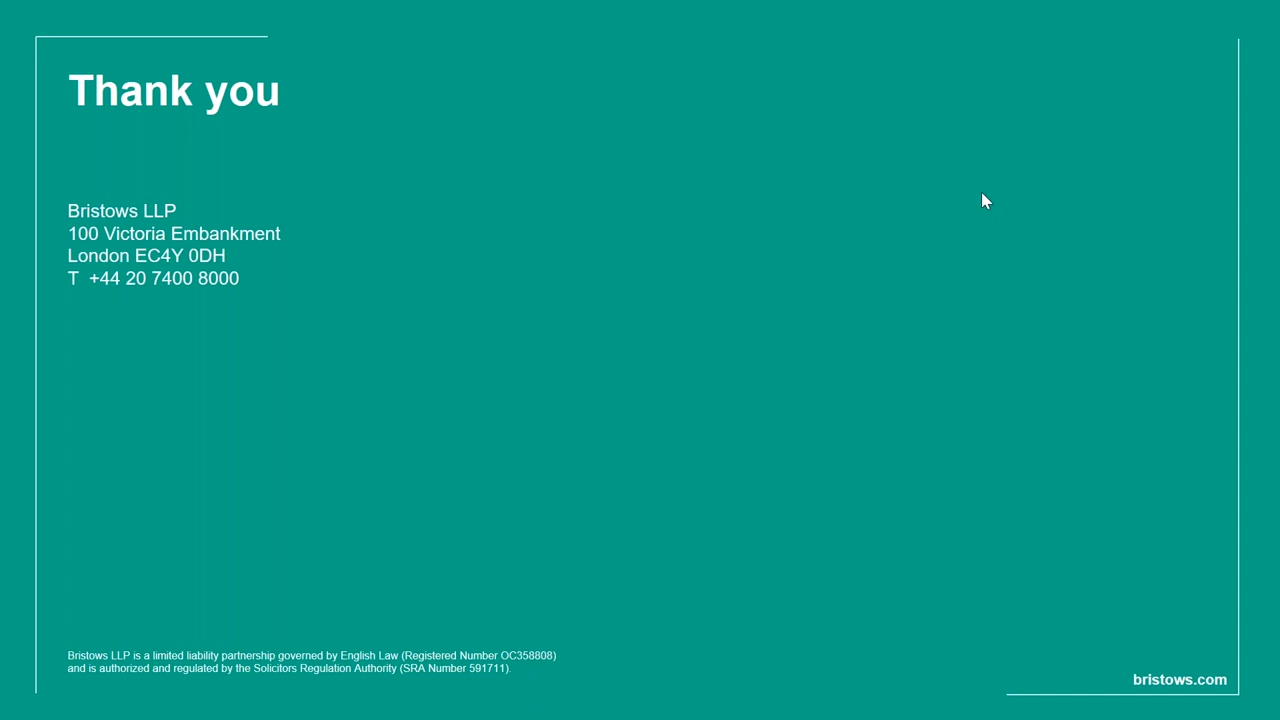 Thank you
Bristows LLP
100 Victoria Embankment
London EC4Y 0DH
T +44 20 7400 8000
Bristows LLP is a limited liability partnership governed by English Law (Registered Number OC358808)
and is authorized and regulated by the Solicitors Regulation Authority (SRA Number 591711).
bristows.com